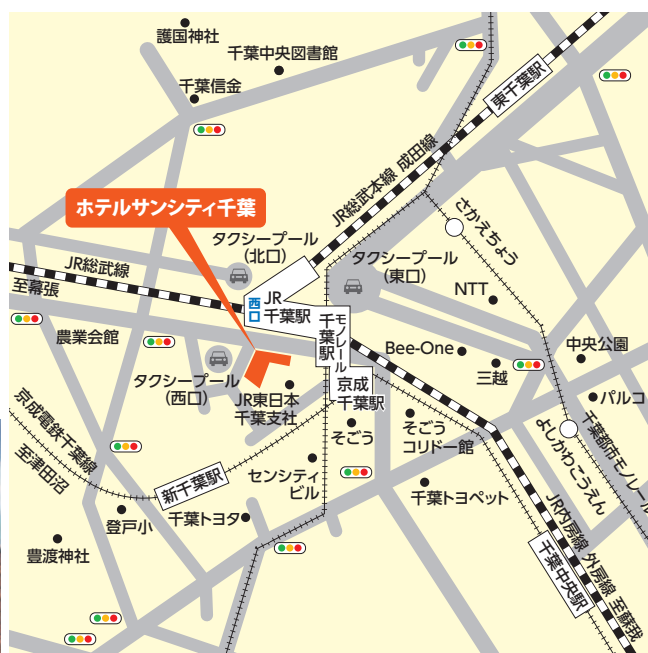 護国神社
千葉中央図書館
千葉信金
東千葉駅
JR総武本線 成田線
ホテルサンシティ千葉
タクシープール
（北口）
さかえちょう
JR総武線
至幕張
タクシープール
（東口）
NTT
西口
JR
千葉駅
モノレール
千葉駅
農業会館
Bee-One
中央公園
三越
タクシープール
（西口）
JR東日本
千葉支社
京成
千葉駅
パルコ
京成電鉄千葉線
至津田沼
そごう
そごう
コリドー館
千葉都市モノレール
よしかわこうえん
新千葉駅
センシティ
ビル
千葉トヨペット
登戸小
千葉トヨタ
豊渡神社
千葉中央駅
JR内房線 外房線 至蘇我